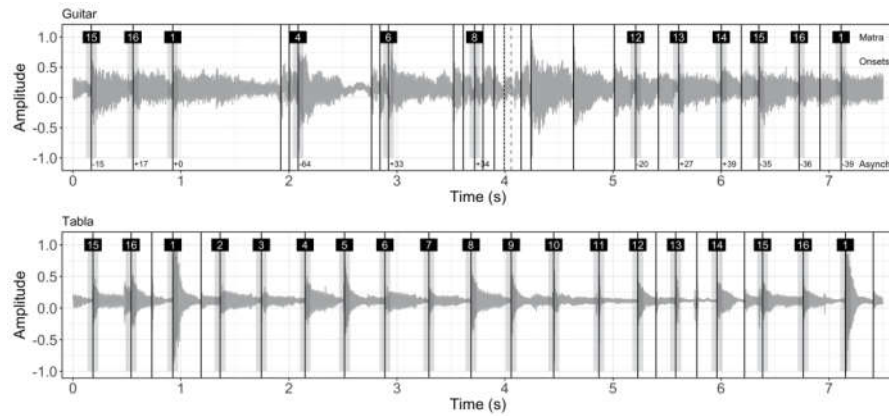 Guitar
15 16 1 4 6 8 12 13 14 15 16 1 Matra
1.0
Onsets
0.5
0.0
-0.5
-1.0
-15 +17 +0 -64 +33 +34 -20 +27 +39 -35 -36 -39 Asynch
Amplitude
0 1 2 3 4 5 6 7
Time (s)
Tabla
15 16 1 2 3 4 5 6 7 8 9 10 11 12 13 14 15 16 1
1.0
0.5
0.0
-0.5
-1.0
Amplitude
0 1 2 3 4 5 6 7
Time (s)